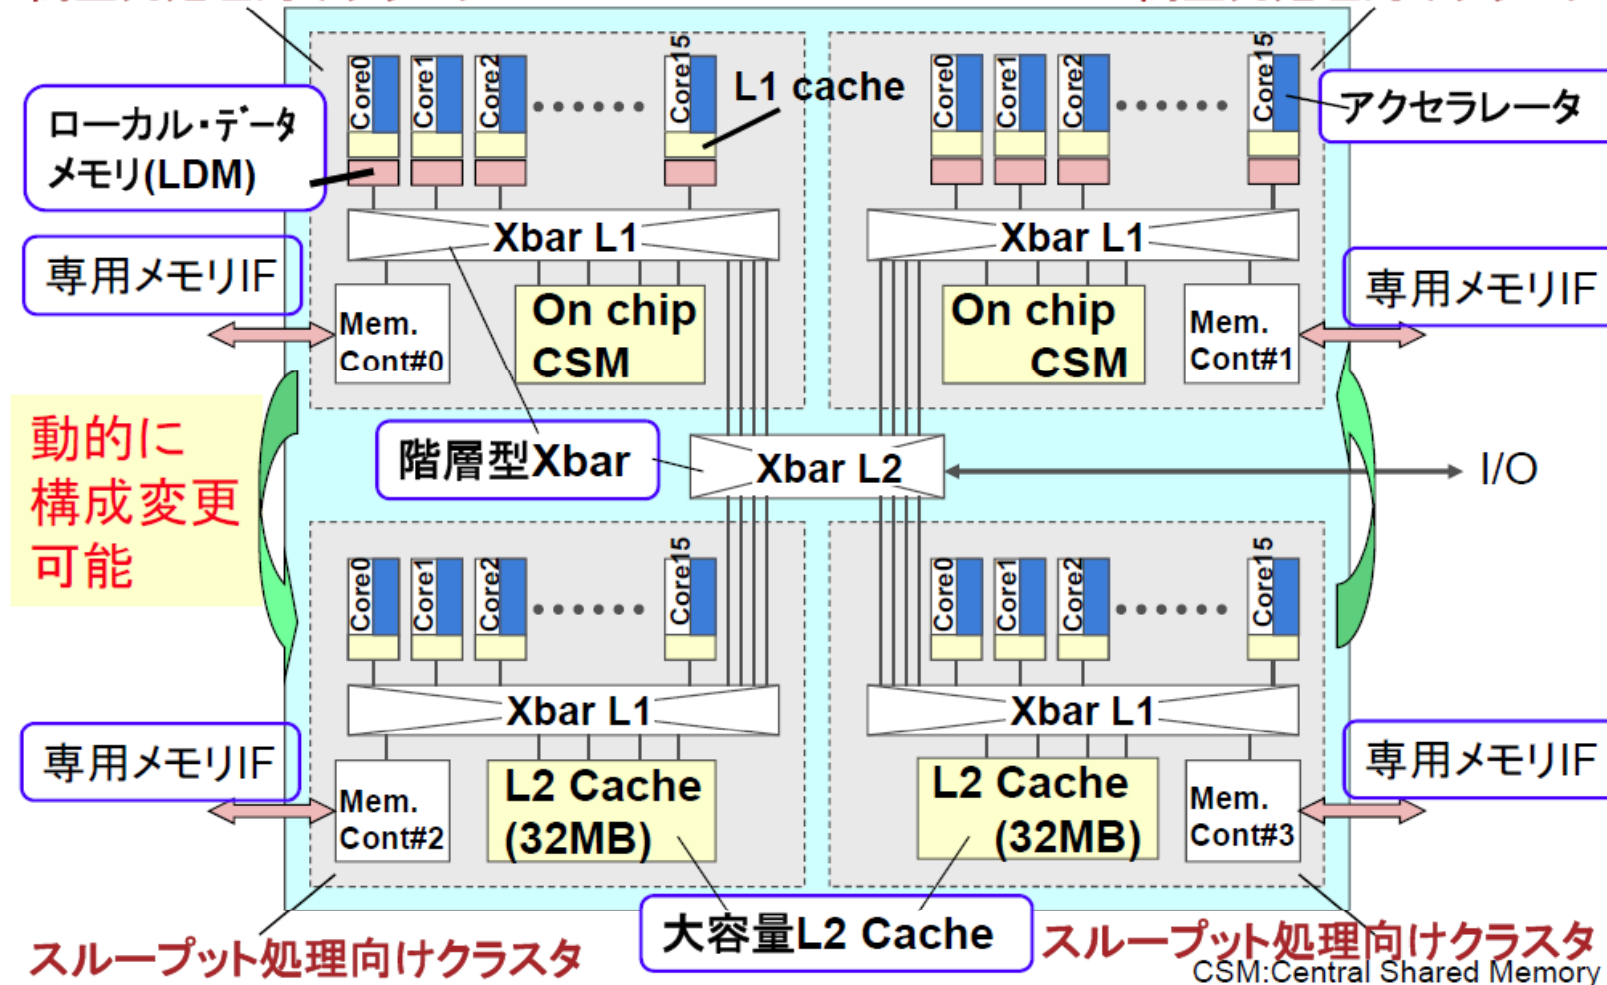 Core0
Core1
Core2
Core15
L1 cache
Core0
Core1
Core2
Core15
アクセラレータ
ローカル・データ
メモリ(LDM)
Xbar L1
Xbar L1
専用メモリIF
専用メモリIF
Mem.
Cont#0
On chip
CSM
On chip
CSM
Mem.
Cont#1
動的に
構成変更
可能
階層型Xbar
Xbar L2
I/O
Core0
Core1
Core2
Core15
Core0
Core1
Core2
Core15
Xbar L1
Xbar L1
専用メモリIF
専用メモリIF
Mem.
Cont#2
L2 Cache
(32MB)
L2 Cache
(32MB)
Mem.
Cont#3
大容量L2 Cache
スループット処理向けクラスタ
スループット処理向けクラスタ
CSM:Central Shared Memory